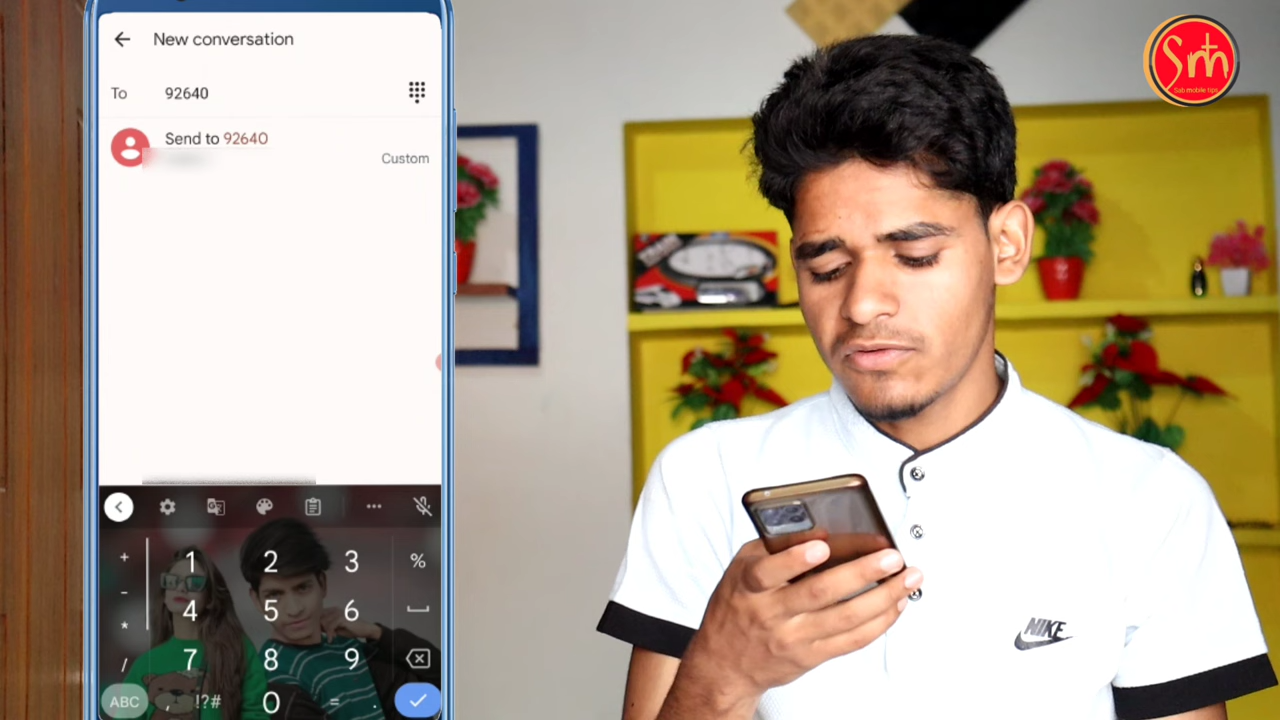 New conversation
To 92640
Send to 92640
Custom
+ 1 2 3 %
- 4 5 6
*
/ 7 8 9
ABC , !?# 0 = .
Smh
Sab mobile tips
NIKE